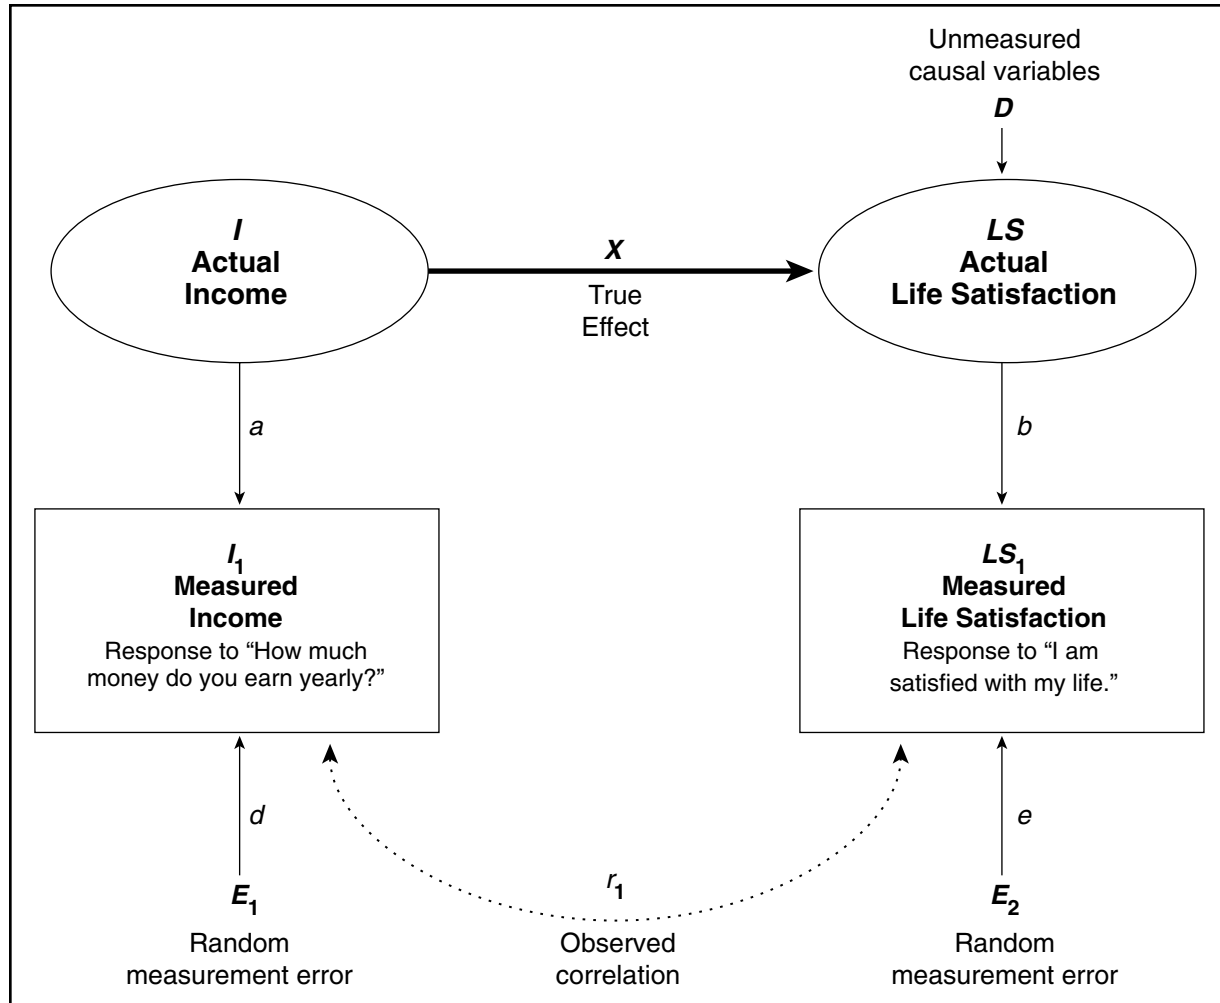 Unmeasured
causal variables
D
I
Actual
Income
X
True
Effect
LS
Actual
Life Satisfaction
a
b
I1
Measured
Income
Response to “How much
money do you earn yearly?”
LS1
Measured
Life Satisfaction
Response to “I am
satisfied with my life.”
d
e
E1
Random
measurement error
r1
Observed
correlation
E2
Random
measurement error